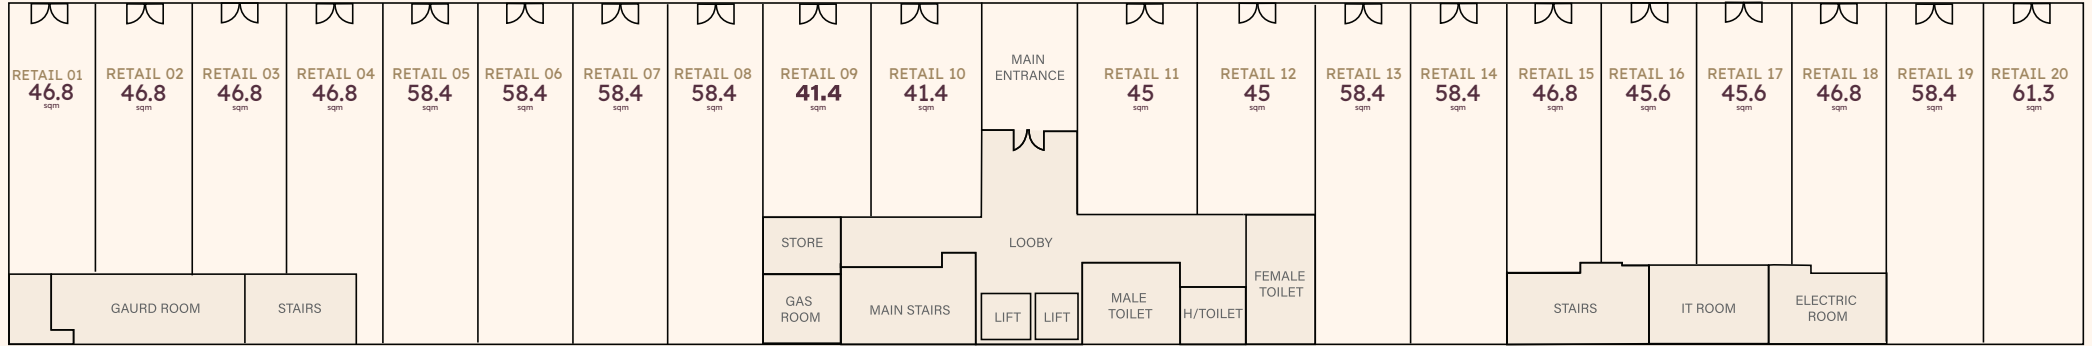 RETAIL 01
46.8
sqm
RETAIL 02
46.8
sqm
RETAIL 03
46.8
sqm
RETAIL 04
46.8
sqm
RETAIL 05
58.4
sqm
RETAIL 06
58.4
sqm
RETAIL 07
58.4
sqm
RETAIL 08
58.4
sqm
RETAIL 09
41.4
sqm
RETAIL 10
41.4
sqm
MAIN
ENTRANCE
RETAIL 11
45
sqm
RETAIL 12
45
sqm
RETAIL 13
58.4
sqm
RETAIL 14
58.4
sqm
RETAIL 15
46.8
sqm
RETAIL 16
45.6
sqm
RETAIL 17
45.6
sqm
RETAIL 18
46.8
sqm
RETAIL 19
58.4
sqm
RETAIL 20
61.3
sqm
GAURD ROOM
STAIRS
STORE
GAS
ROOM
LOOBY
MAIN STAIRS
LIFT
LIFT
MALE
TOILET
H/TOILET
FEMALE
TOILET
STAIRS
IT ROOM
ELECTRIC
ROOM